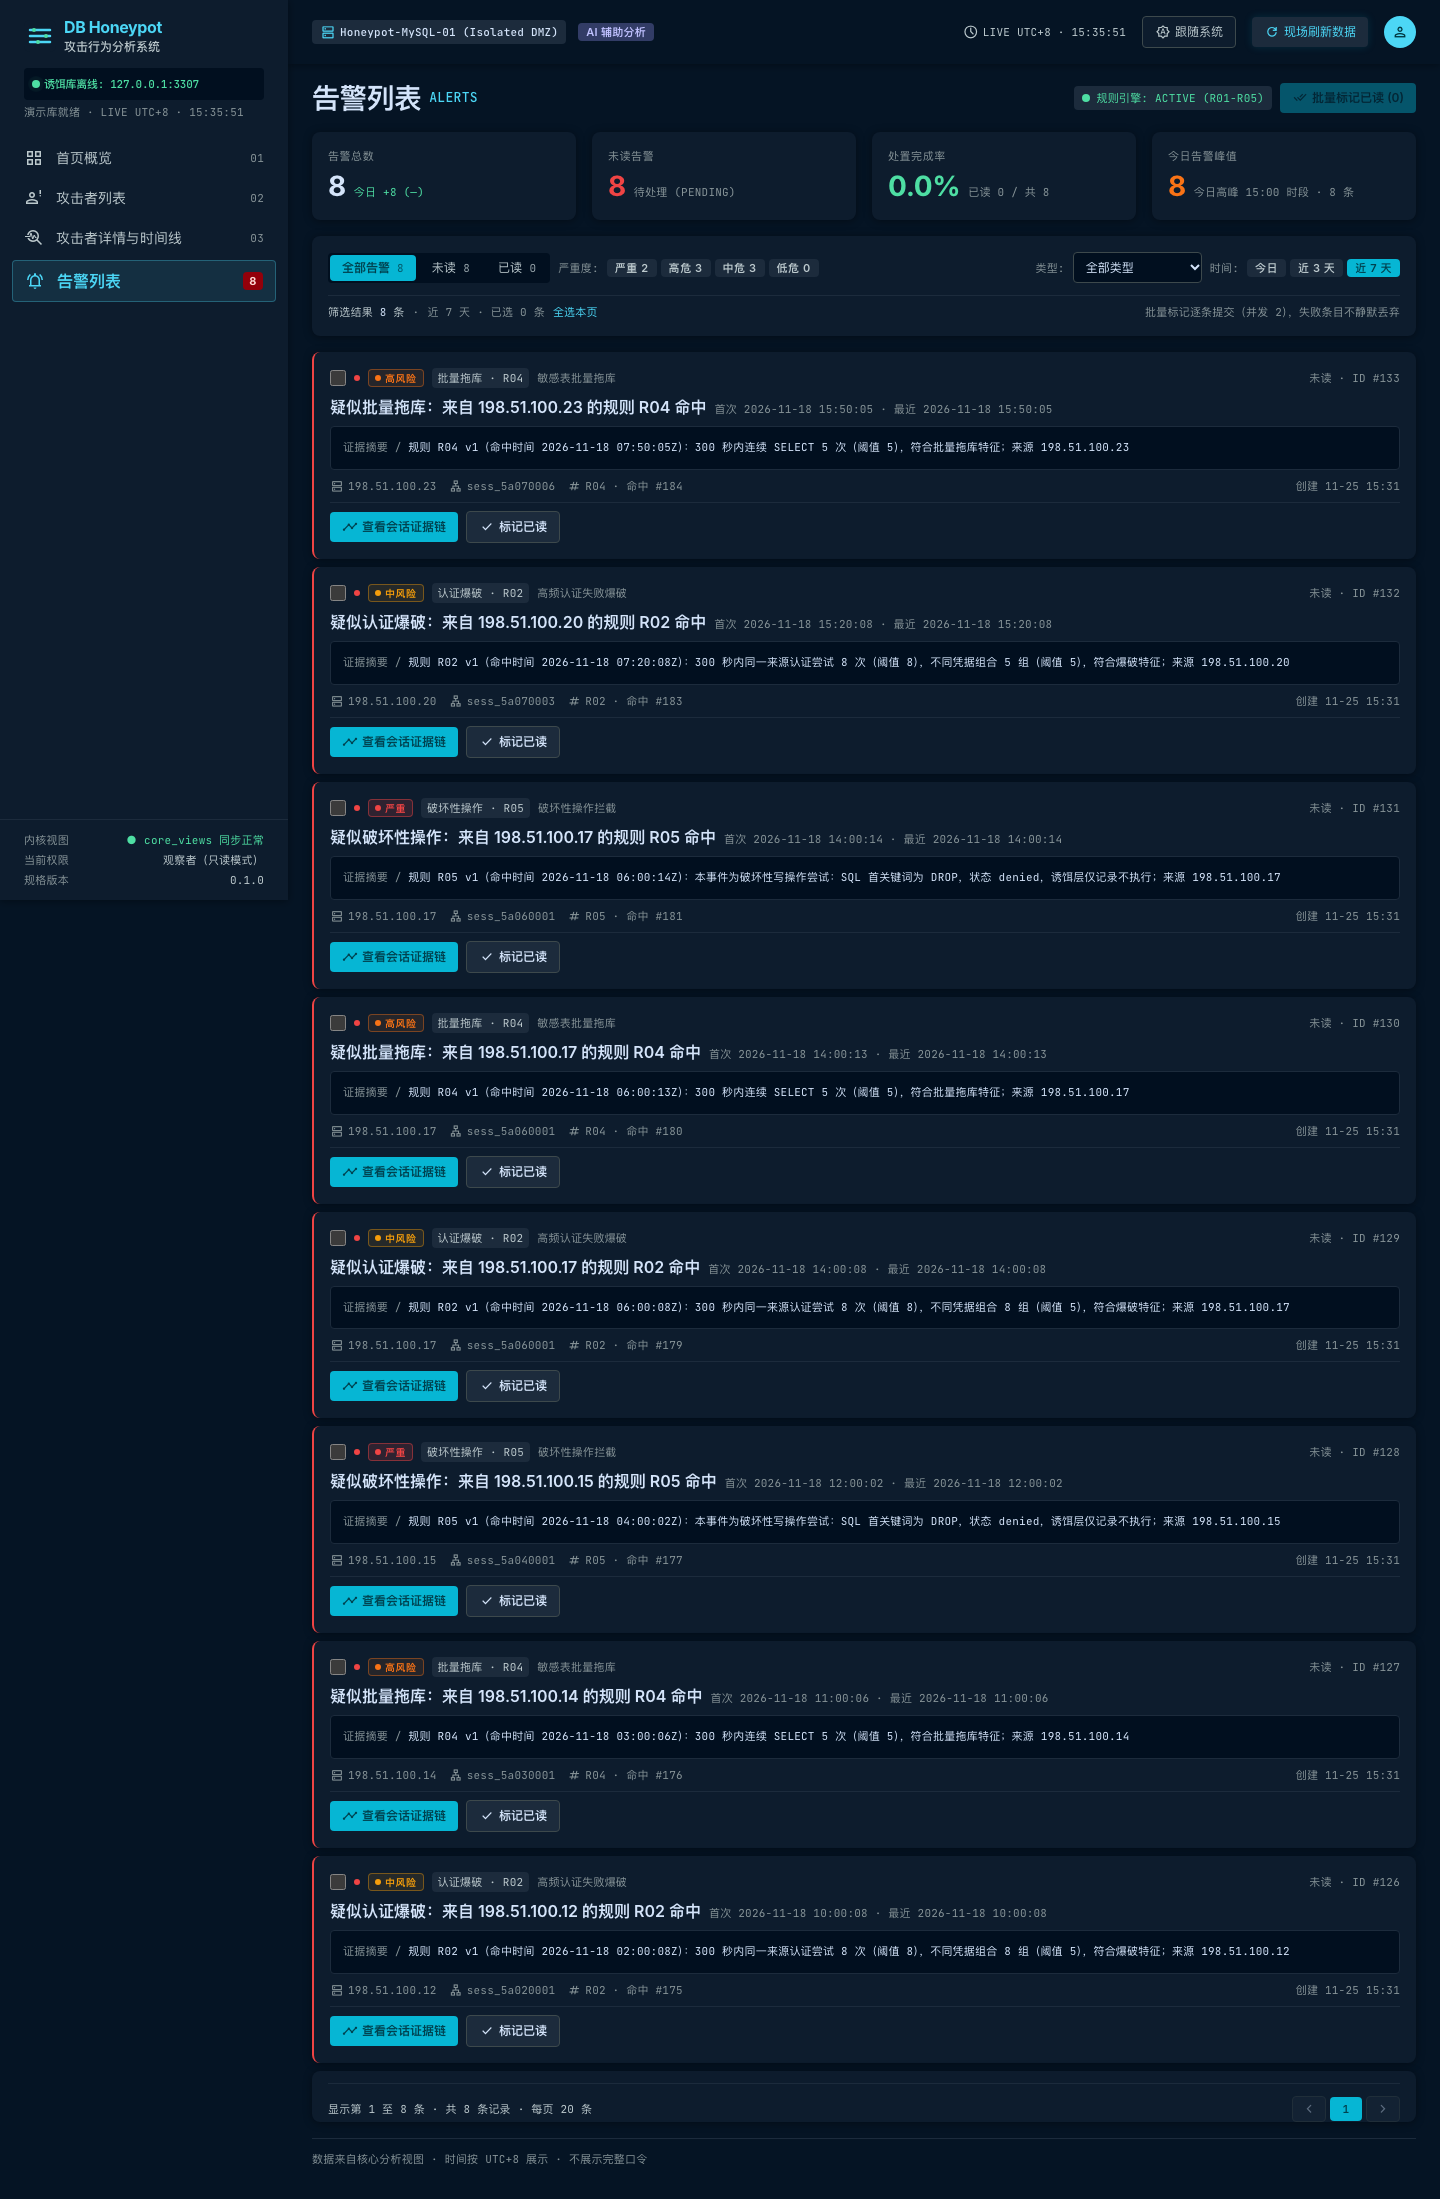 DB Honeypot
攻击行为分析系统
诱饵库离线: 127.0.0.1:3307
演示库就绪 · LIVE UTC+8 · 15:35:51
首页概览 01
攻击者列表 02
攻击者详情与时间线 03
告警列表 8
内核视图 core_views 同步正常
当前权限 观察者 (只读模式)
规格版本 0.1.0
Honeypot-MySQL-01 (Isolated DMZ) AI 辅助分析 LIVE UTC+8 · 15:35:51 跟随系统 现场刷新数据
告警列表 ALERTS 规则引擎: ACTIVE (R01-R05) 批量标记已读 (0)
告警总数
8 今日 +8 (—)
未读告警
8 待处理 (PENDING)
处置完成率
0.0% 已读 0 / 共 8
今日告警峰值
8 今日高峰 15:00 时段 · 8 条
全部告警 8 未读 8 已读 0 严重度: 严重 2 高危 3 中危 3 低危 0 类型: 全部类型 时间: 今日 近 3 天 近 7 天
筛选结果 8 条 · 近 7 天 · 已选 0 条 全选本页 批量标记逐条提交 (并发 2), 失败条目不静默丢弃
高风险 批量拖库 · R04 敏感表批量拖库 未读 · ID #133
疑似批量拖库: 来自 198.51.100.23 的规则 R04 命中 首次 2026-11-18 15:50:05 · 最近 2026-11-18 15:50:05
证据摘要 / 规则 R04 v1 (命中时间 2026-11-18 07:50:05Z): 300 秒内连续 SELECT 5 次 (阈值 5), 符合批量拖库特征; 来源 198.51.100.23
198.51.100.23 sess_5a070006 R04 · 命中 #184 创建 11-25 15:31
查看会话证据链 标记已读
中风险 认证爆破 · R02 高频认证失败爆破 未读 · ID #132
疑似认证爆破: 来自 198.51.100.20 的规则 R02 命中 首次 2026-11-18 15:20:08 · 最近 2026-11-18 15:20:08
证据摘要 / 规则 R02 v1 (命中时间 2026-11-18 07:20:08Z): 300 秒内同一来源认证尝试 8 次 (阈值 8), 不同凭据组合 5 组 (阈值 5), 符合爆破特征; 来源 198.51.100.20
198.51.100.20 sess_5a070003 R02 · 命中 #183 创建 11-25 15:31
查看会话证据链 标记已读
严重 破坏性操作 · R05 破坏性操作拦截 未读 · ID #131
疑似破坏性操作: 来自 198.51.100.17 的规则 R05 命中 首次 2026-11-18 14:00:14 · 最近 2026-11-18 14:00:14
证据摘要 / 规则 R05 v1 (命中时间 2026-11-18 06:00:14Z): 本事件为破坏性写操作尝试: SQL 首关键词为 DROP, 状态 denied, 诱饵层仅记录不执行; 来源 198.51.100.17
198.51.100.17 sess_5a060001 R05 · 命中 #181 创建 11-25 15:31
查看会话证据链 标记已读
高风险 批量拖库 · R04 敏感表批量拖库 未读 · ID #130
疑似批量拖库: 来自 198.51.100.17 的规则 R04 命中 首次 2026-11-18 14:00:13 · 最近 2026-11-18 14:00:13
证据摘要 / 规则 R04 v1 (命中时间 2026-11-18 06:00:13Z): 300 秒内连续 SELECT 5 次 (阈值 5), 符合批量拖库特征; 来源 198.51.100.17
198.51.100.17 sess_5a060001 R04 · 命中 #180 创建 11-25 15:31
查看会话证据链 标记已读
中风险 认证爆破 · R02 高频认证失败爆破 未读 · ID #129
疑似认证爆破: 来自 198.51.100.17 的规则 R02 命中 首次 2026-11-18 14:00:08 · 最近 2026-11-18 14:00:08
证据摘要 / 规则 R02 v1 (命中时间 2026-11-18 06:00:08Z): 300 秒内同一来源认证尝试 8 次 (阈值 8), 不同凭据组合 8 组 (阈值 5), 符合爆破特征; 来源 198.51.100.17
198.51.100.17 sess_5a060001 R02 · 命中 #179 创建 11-25 15:31
查看会话证据链 标记已读
严重 破坏性操作 · R05 破坏性操作拦截 未读 · ID #128
疑似破坏性操作: 来自 198.51.100.15 的规则 R05 命中 首次 2026-11-18 12:00:02 · 最近 2026-11-18 12:00:02
证据摘要 / 规则 R05 v1 (命中时间 2026-11-18 04:00:02Z): 本事件为破坏性写操作尝试: SQL 首关键词为 DROP, 状态 denied, 诱饵层仅记录不执行; 来源 198.51.100.15
198.51.100.15 sess_5a040001 R05 · 命中 #177 创建 11-25 15:31
查看会话证据链 标记已读
高风险 批量拖库 · R04 敏感表批量拖库 未读 · ID #127
疑似批量拖库: 来自 198.51.100.14 的规则 R04 命中 首次 2026-11-18 11:00:06 · 最近 2026-11-18 11:00:06
证据摘要 / 规则 R04 v1 (命中时间 2026-11-18 03:00:06Z): 300 秒内连续 SELECT 5 次 (阈值 5), 符合批量拖库特征; 来源 198.51.100.14
198.51.100.14 sess_5a030001 R04 · 命中 #176 创建 11-25 15:31
查看会话证据链 标记已读
中风险 认证爆破 · R02 高频认证失败爆破 未读 · ID #126
疑似认证爆破: 来自 198.51.100.12 的规则 R02 命中 首次 2026-11-18 10:00:08 · 最近 2026-11-18 10:00:08
证据摘要 / 规则 R02 v1 (命中时间 2026-11-18 02:00:08Z): 300 秒内同一来源认证尝试 8 次 (阈值 8), 不同凭据组合 8 组 (阈值 5), 符合爆破特征; 来源 198.51.100.12
198.51.100.12 sess_5a020001 R02 · 命中 #175 创建 11-25 15:31
查看会话证据链 标记已读
显示第 1 至 8 条 · 共 8 条记录 · 每页 20 条 1
数据来自核心分析视图 · 时间按 UTC+8 展示 · 不展示完整口令